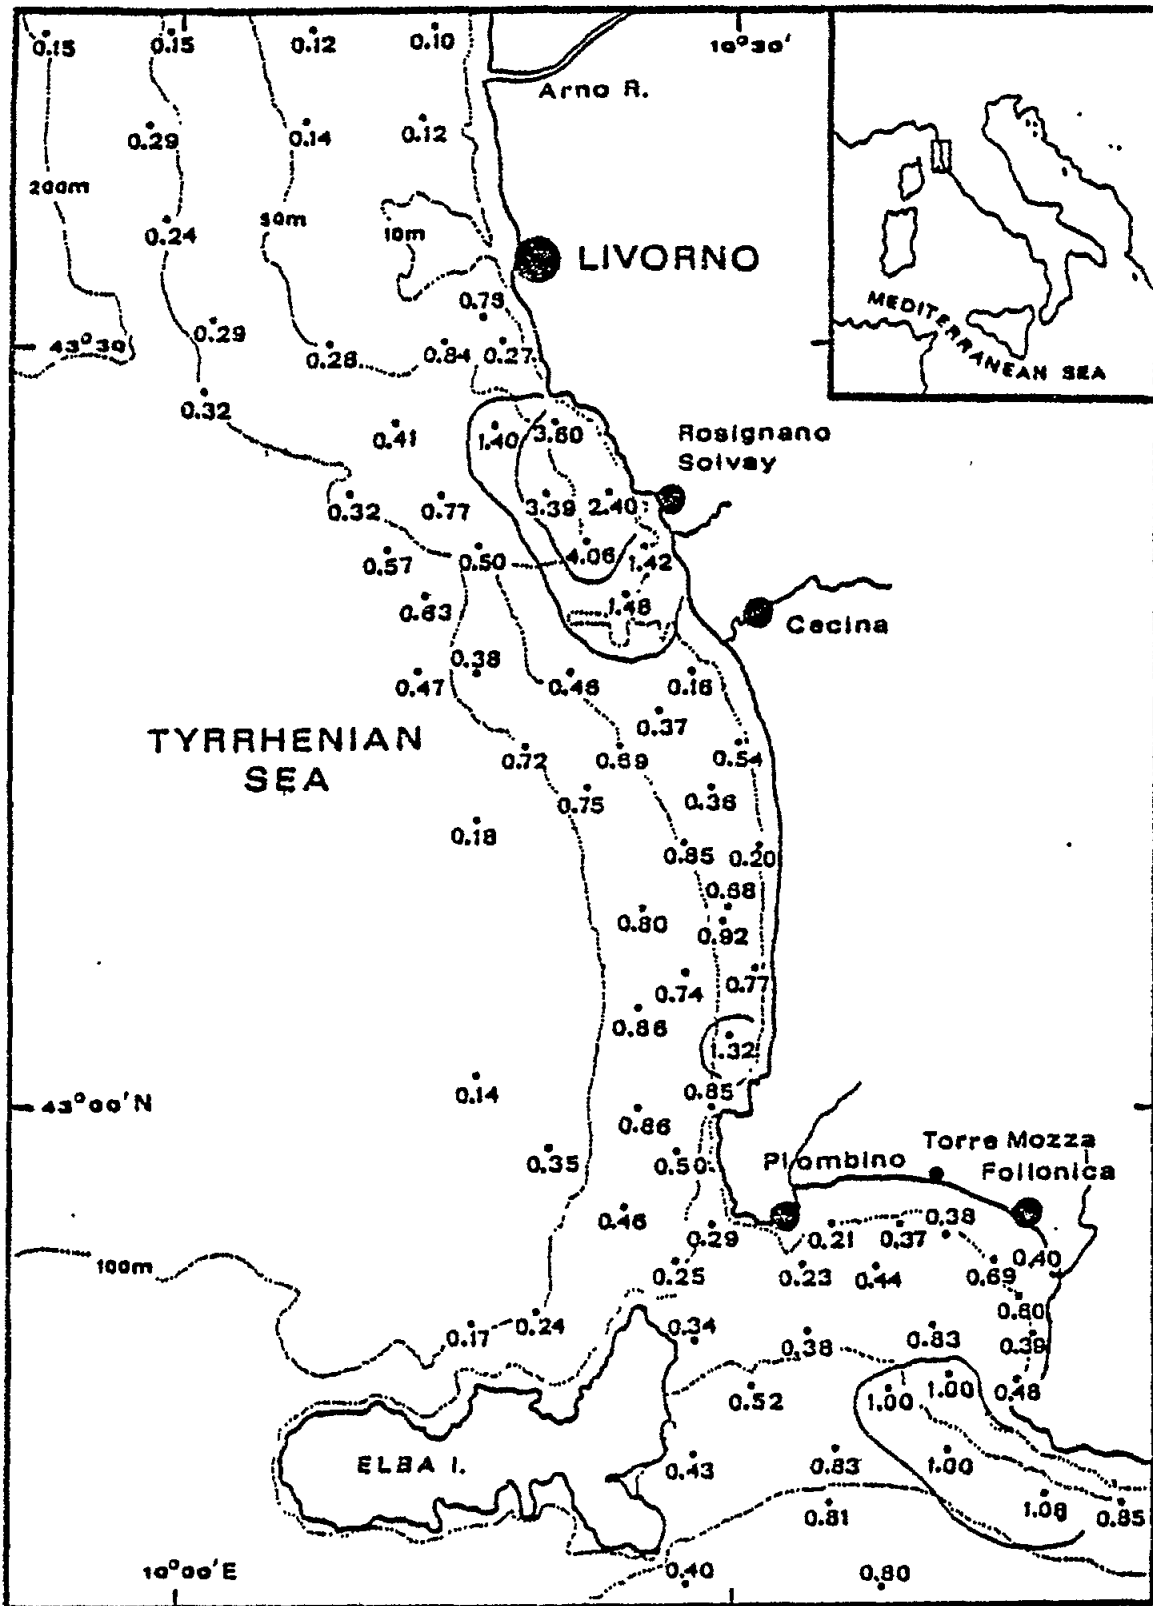 0.15 0.15 0.12 0.10 10°30'
Arno R.
0.29 0.14 0.12
200m
0.24 50m 10m
LIVORNO
0.73
MEDITERRANEAN SEA
43°30 0.29 0.28 0.84 0.27
0.32
0.41 1.40 3.60 Rosignano
Solvay
0.32 0.77 3.39 2.40
0.57 0.50 4.06 1.42
0.63 1.48
Cecina
0.38
0.47 0.46 0.16
0.37
TYRRHENIAN
SEA
0.72 0.69 0.54
0.75 0.36
0.18
0.85 0.20
0.68
0.80 0.92
0.74 0.77
0.86
1.32
0.14 0.85
43°00'N
0.86
Torre Mozza
0.35 0.50 Piombino Follonica
0.46 0.38
0.29 0.21 0.37
100m 0.25 0.23 0.44 0.69 0.40
0.60
0.17 0.24 0.34 0.38 0.83 0.39
0.52 1.00 1.00 0.48
ELBA I. 0.43 0.83 1.00
0.81 1.08 0.85
10°00'E 0.40 0.80